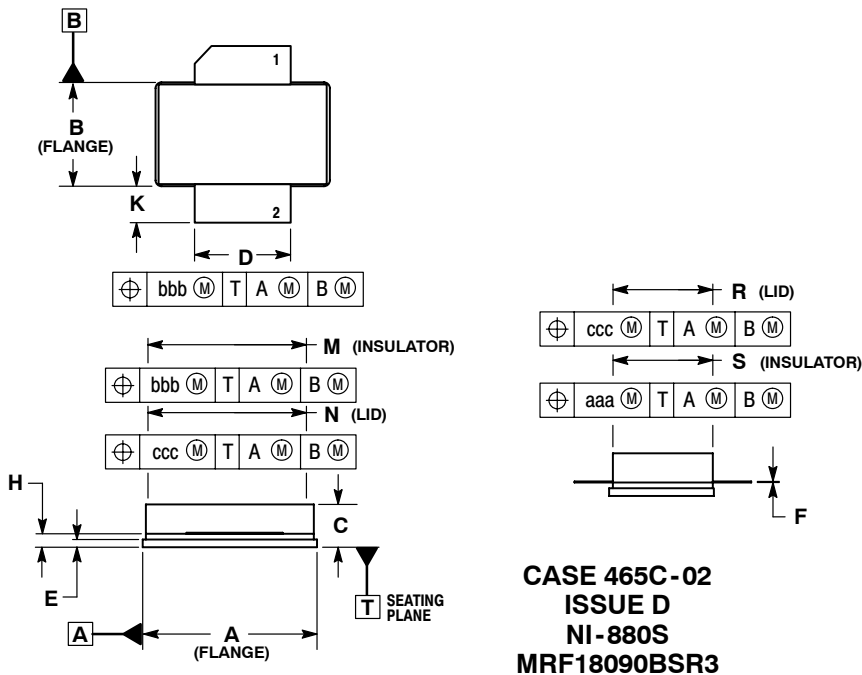 B
1
B
(FLANGE)
K
2
D
⌖ bbb Ⓜ T A Ⓜ B Ⓜ
R (LID)
⌖ ccc Ⓜ T A Ⓜ B Ⓜ
S (INSULATOR)
⌖ aaa Ⓜ T A Ⓜ B Ⓜ
F
M (INSULATOR)
⌖ bbb Ⓜ T A Ⓜ B Ⓜ
N (LID)
⌖ ccc Ⓜ T A Ⓜ B Ⓜ
H
C
E
T SEATING
PLANE
A
A
(FLANGE)
CASE 465C-02
ISSUE D
NI-880S
MRF18090BSR3